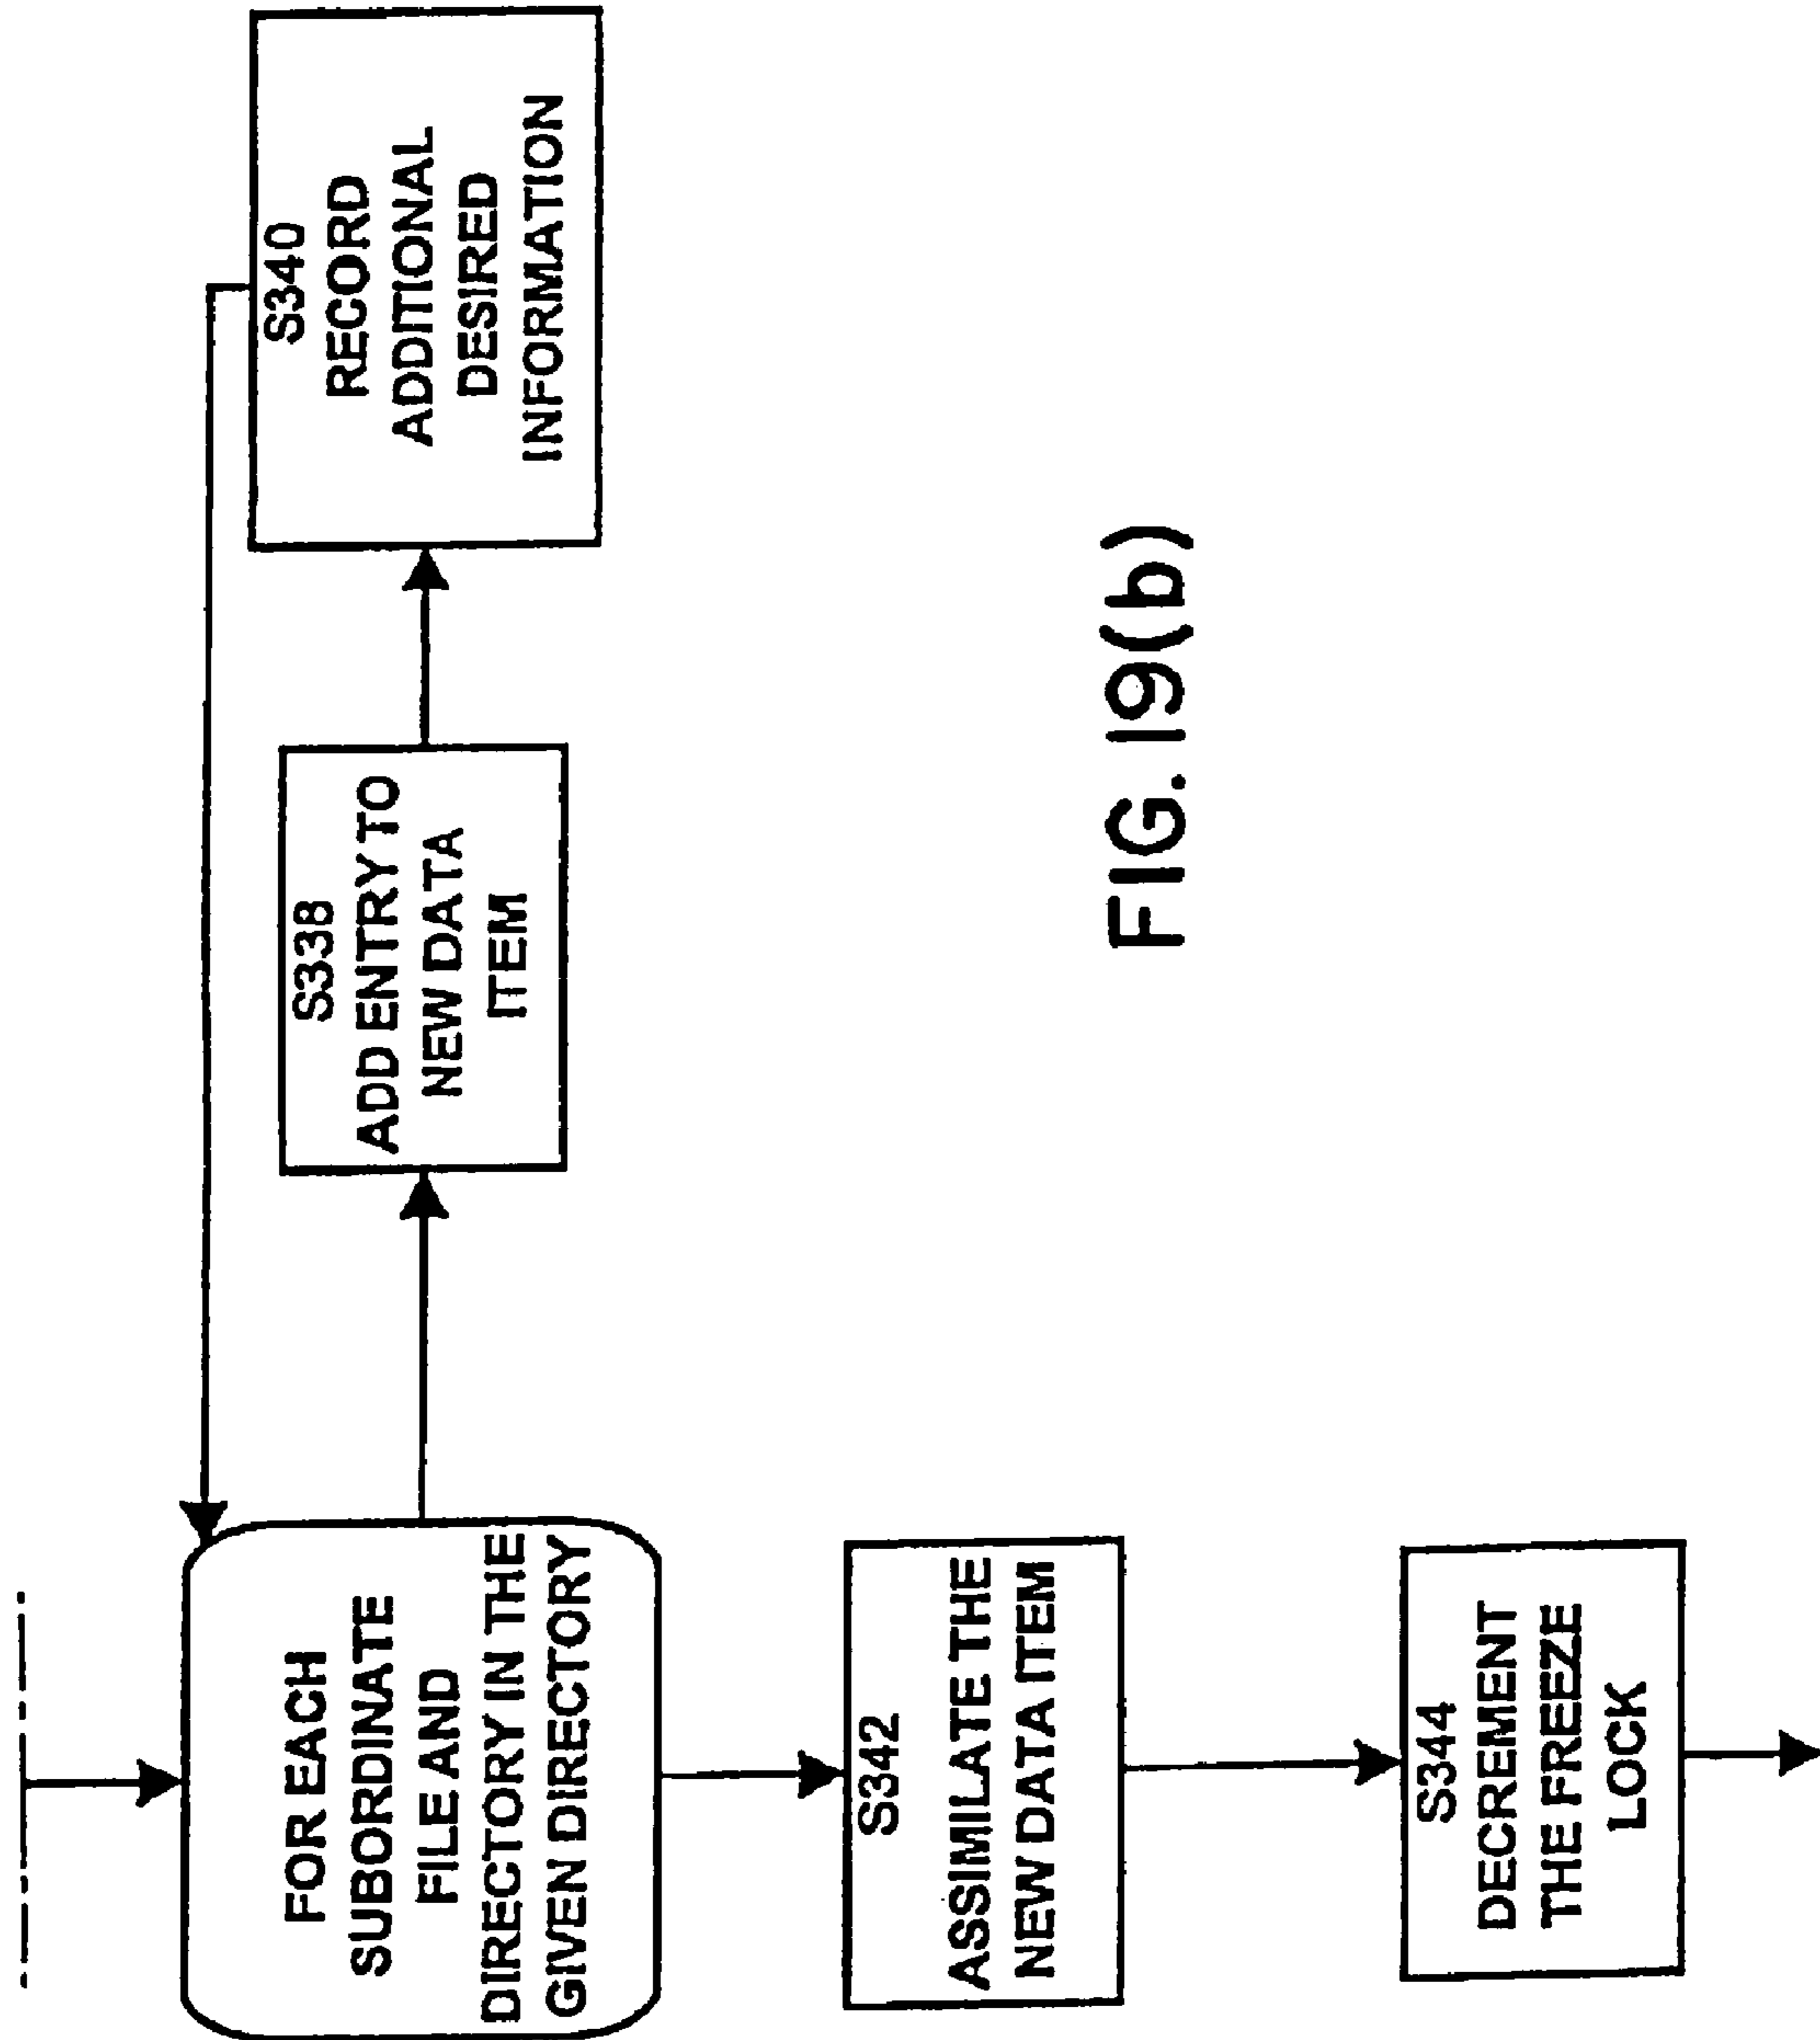 FOR EACH
SUBORDINATE
FILE AND
DIRECTORY IN THE
GIVEN DIRECTORY
S338
ADD ENTRY TO
NEW DATA
ITEM
S340
RECORD
ADDITIONAL
DESIRED
INFORMATION
S342
ASSIMILATE THE
NEW DATA ITEM
S344
DECREMENT
THE FREEZE
LOCK
FIG. 19(b)